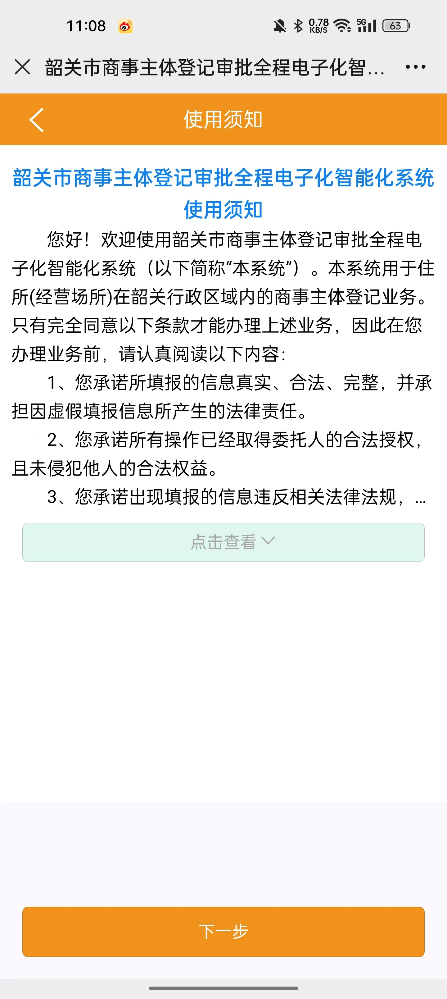 11:08
0.78
KB/S
5G
63
韶关市商事主体登记审批全程电子化智...
使用须知
韶关市商事主体登记审批全程电子化智能化系统
使用须知
您好！欢迎使用韶关市商事主体登记审批全程电
子化智能化系统（以下简称“本系统”）。本系统用于住
所(经营场所)在韶关行政区域内的商事主体登记业务。
只有完全同意以下条款才能办理上述业务，因此在您
办理业务前，请认真阅读以下内容：
1、您承诺所填报的信息真实、合法、完整，并承
担因虚假填报信息所产生的法律责任。
2、您承诺所有操作已经取得委托人的合法授权，
且未侵犯他人的合法权益。
3、您承诺出现填报的信息违反相关法律法规，...
点击查看
下一步